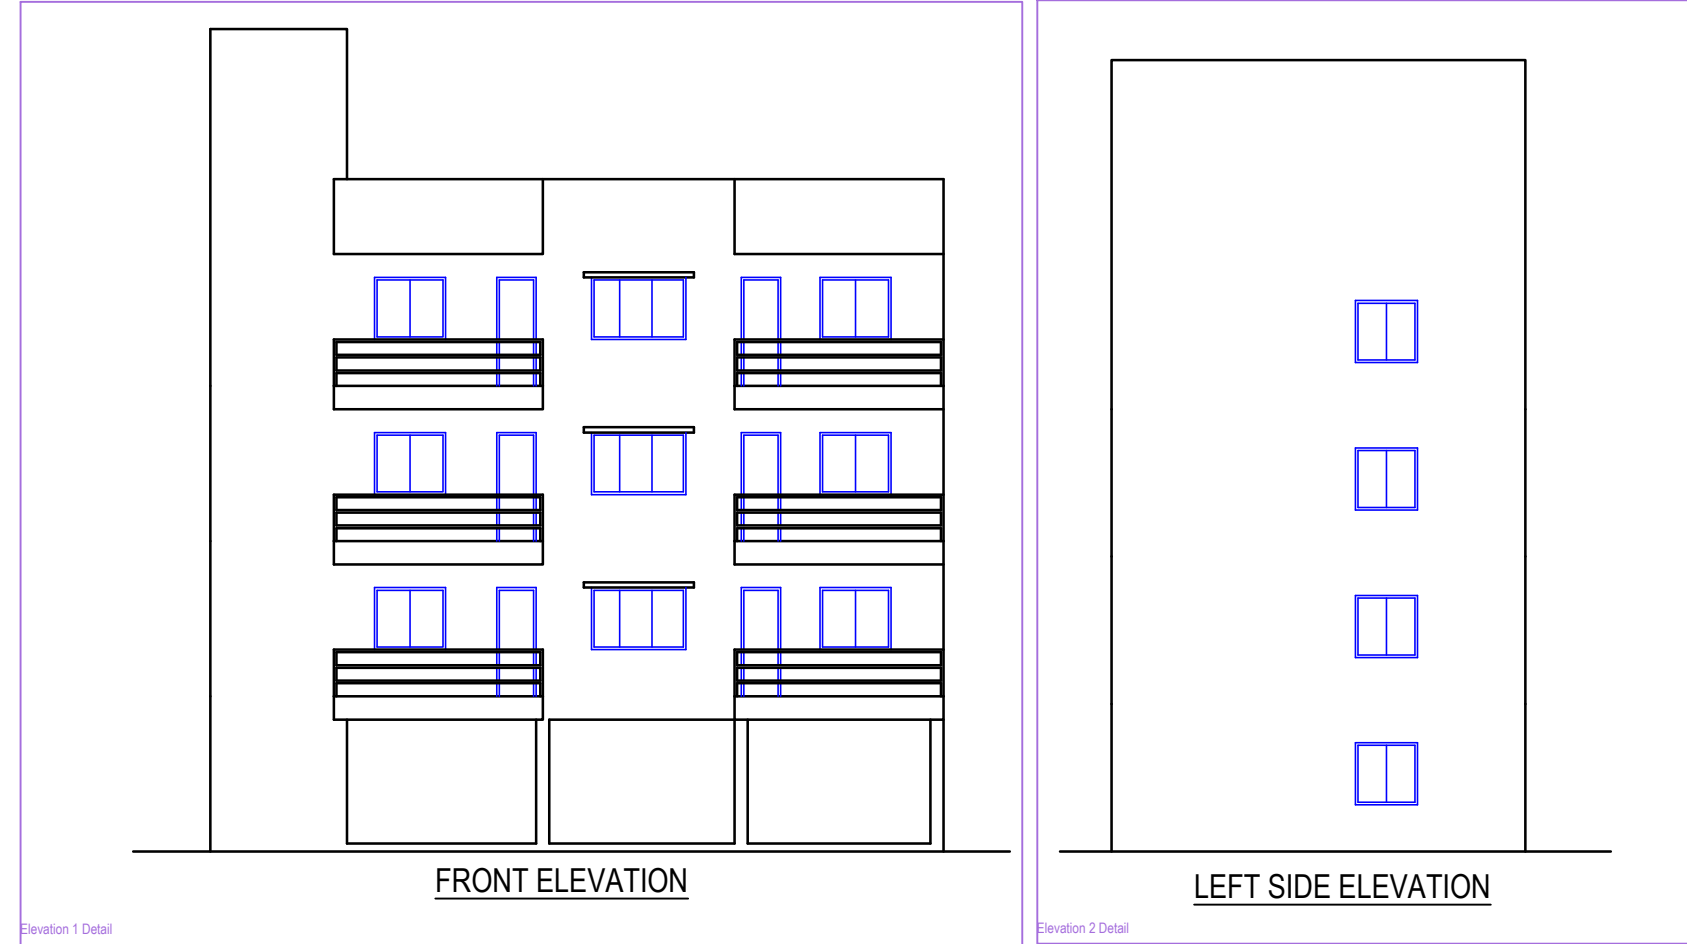 FRONT ELEVATION
LEFT SIDE ELEVATION
Elevation 1 Detail
Elevation 2 Detail